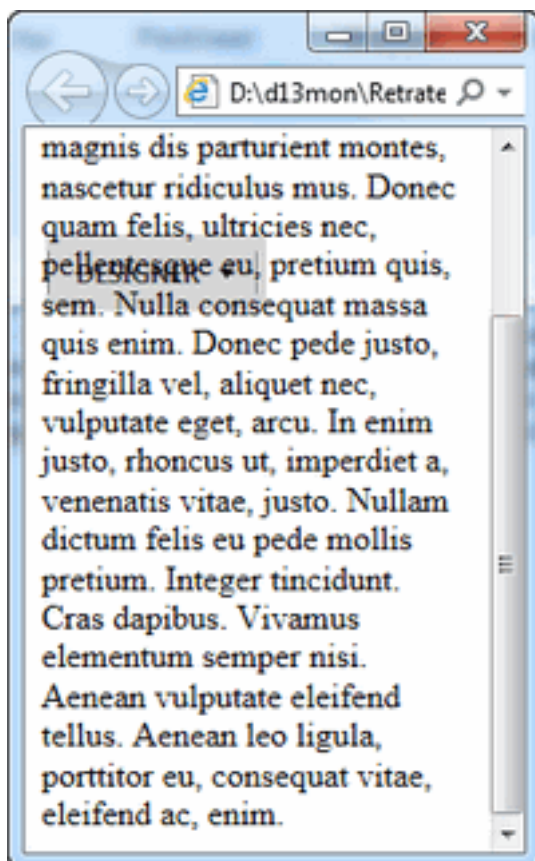 D:\d13mon\Retrate
magnis dis parturient montes,
nascetur ridiculus mus. Donec
quam felis, ultricies nec,
pellentesque eu, pretium quis,
DESIGNER
sem. Nulla consequat massa
quis enim. Donec pede justo,
fringilla vel, aliquet nec,
vulputate eget, arcu. In enim
justo, rhoncus ut, imperdiet a,
venenatis vitae, justo. Nullam
dictum felis eu pede mollis
pretium. Integer tincidunt.
Cras dapibus. Vivamus
elementum semper nisi.
Aenean vulputate eleifend
tellus. Aenean leo ligula,
porttitor eu, consequat vitae,
eleifend ac, enim.